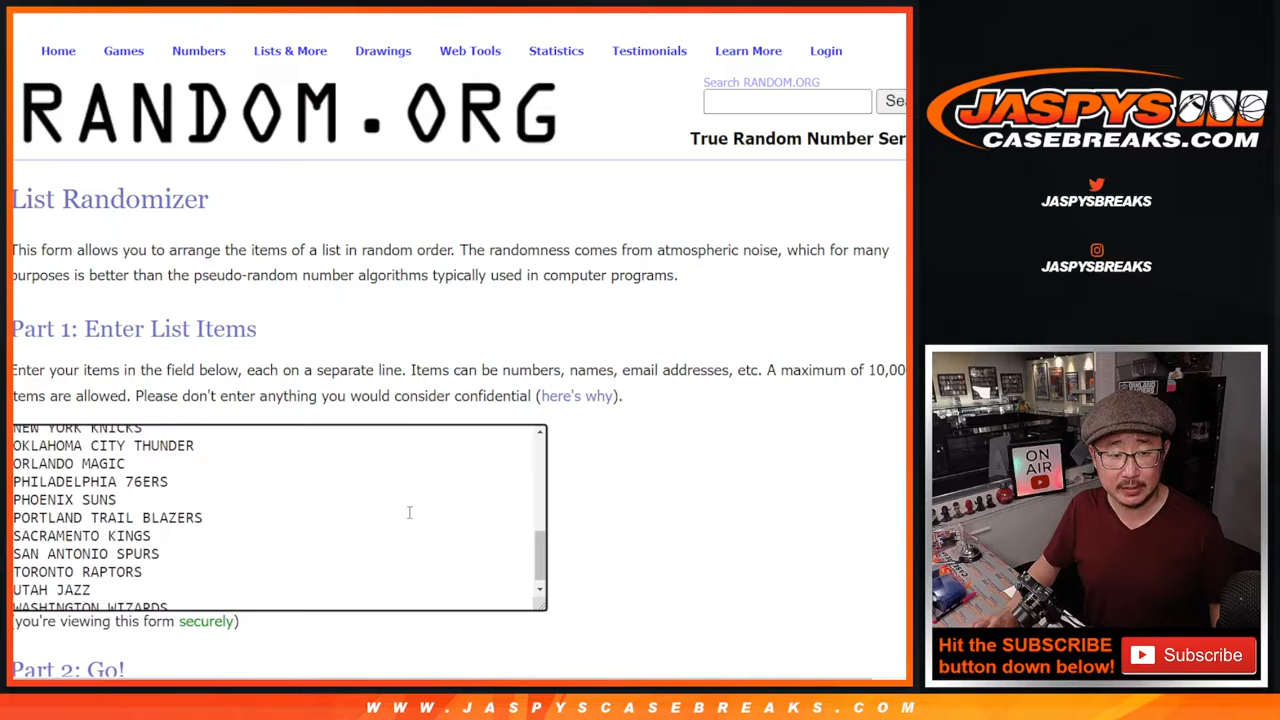 Home Games Numbers Lists & More Drawings Web Tools Statistics Testimonials Learn More Login
RANDOM.ORG
Search RANDOM.ORG
Sea
True Random Number Ser
List Randomizer
This form allows you to arrange the items of a list in random order. The randomness comes from atmospheric noise, which for many
purposes is better than the pseudo-random number algorithms typically used in computer programs.
Part 1: Enter List Items
Enter your items in the field below, each on a separate line. Items can be numbers, names, email addresses, etc. A maximum of 10,00
items are allowed. Please don't enter anything you would consider confidential (here's why).
NEW YORK KNICKS
OKLAHOMA CITY THUNDER
ORLANDO MAGIC
PHILADELPHIA 76ERS
PHOENIX SUNS
PORTLAND TRAIL BLAZERS
SACRAMENTO KINGS
SAN ANTONIO SPURS
TORONTO RAPTORS
UTAH JAZZ
WASHINGTON WIZARDS
(you're viewing this form securely)
Part 2: Go!
JASPYS
CASEBREAKS.COM
JASPYSBREAKS
JASPYSBREAKS
ON AIR
Hit the SUBSCRIBE
button down below!
Subscribe
WWW.JASPYSCASEBREAKS.COM